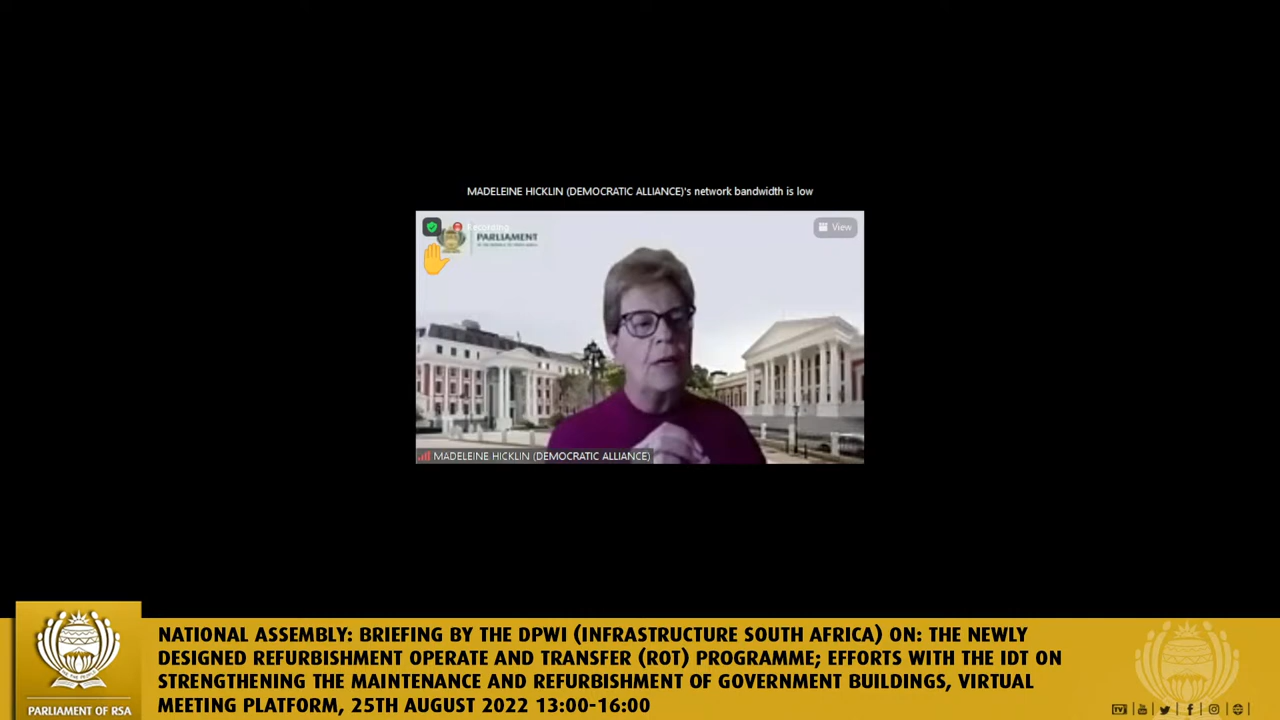 MADELEINE HICKLIN (DEMOCRATIC ALLIANCE)'s network bandwidth is low
Recording
View
PARLIAMENT
MADELEINE HICKLIN (DEMOCRATIC ALLIANCE)
NATIONAL ASSEMBLY: BRIEFING BY THE DPWI (INFRASTRUCTURE SOUTH AFRICA) ON: THE NEWLY
DESIGNED REFURBISHMENT OPERATE AND TRANSFER (ROT) PROGRAMME; EFFORTS WITH THE IDT ON
STRENGTHENING THE MAINTENANCE AND REFURBISHMENT OF GOVERNMENT BUILDINGS, VIRTUAL
MEETING PLATFORM, 25TH AUGUST 2022 13:00-16:00
PARLIAMENT OF RSA